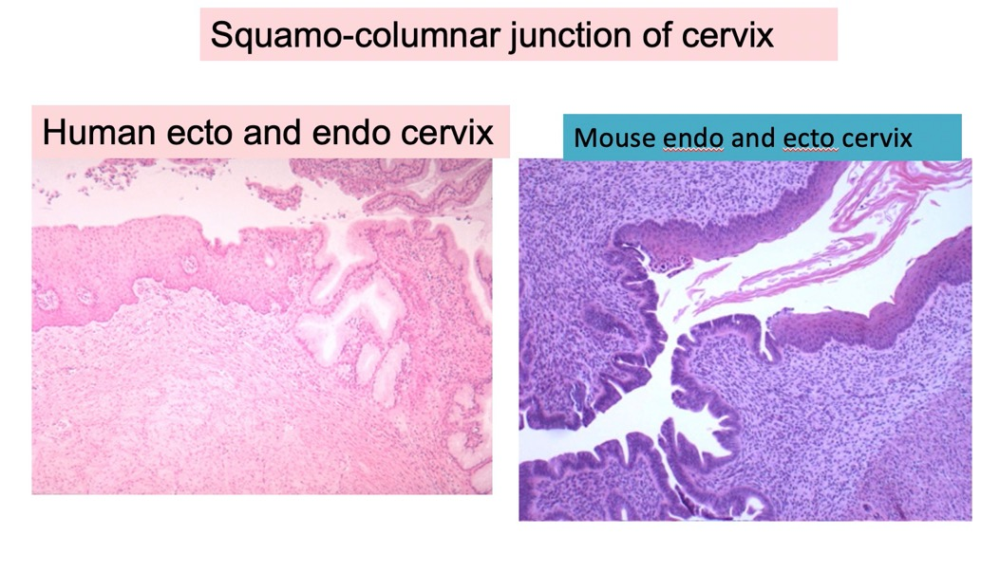 Squamo-columnar junction of cervix
Human ecto and endo cervix
Mouse endo and ecto cervix